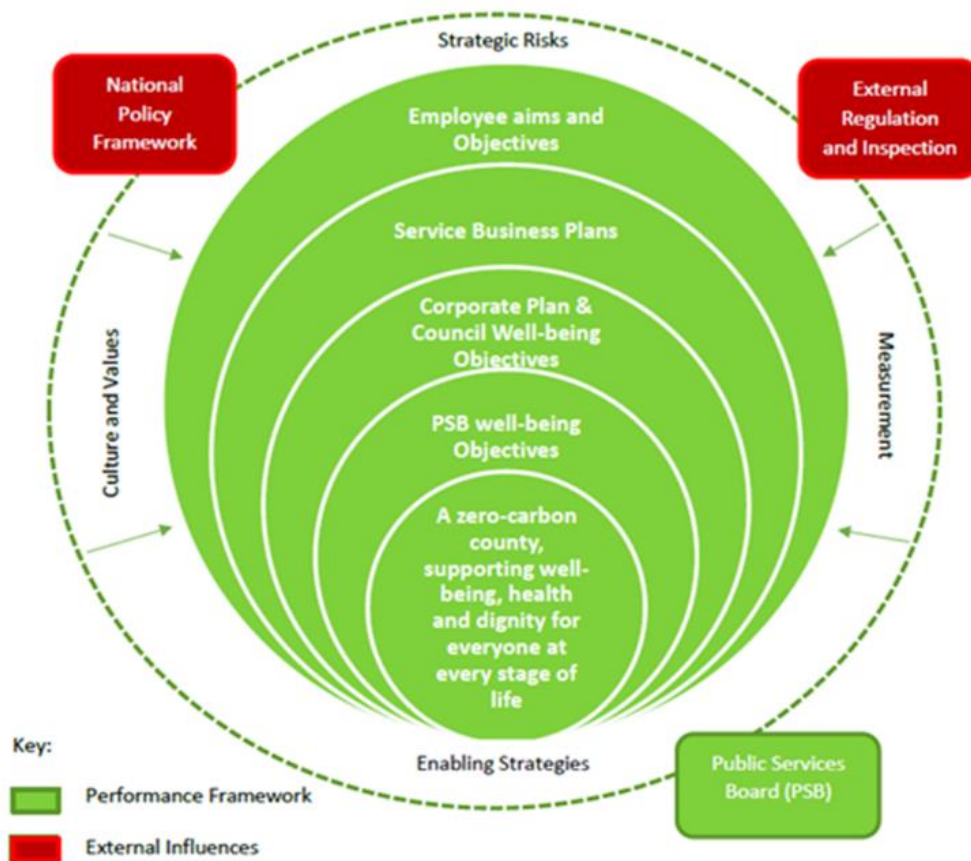 Strategic Risks
National
Policy
Framework
External
Regulation
and Inspection
Employee aims and
Objectives
Service Business Plans
Corporate Plan &
Council Well-being
Objectives
Culture and Values
Measurement
PSB well-being
Objectives
A zero-carbon
county,
supporting well-
being, health
and dignity for
everyone at
every stage of
life
Enabling Strategies
Public Services
Board (PSB)
Key:
Performance Framework
External Influences